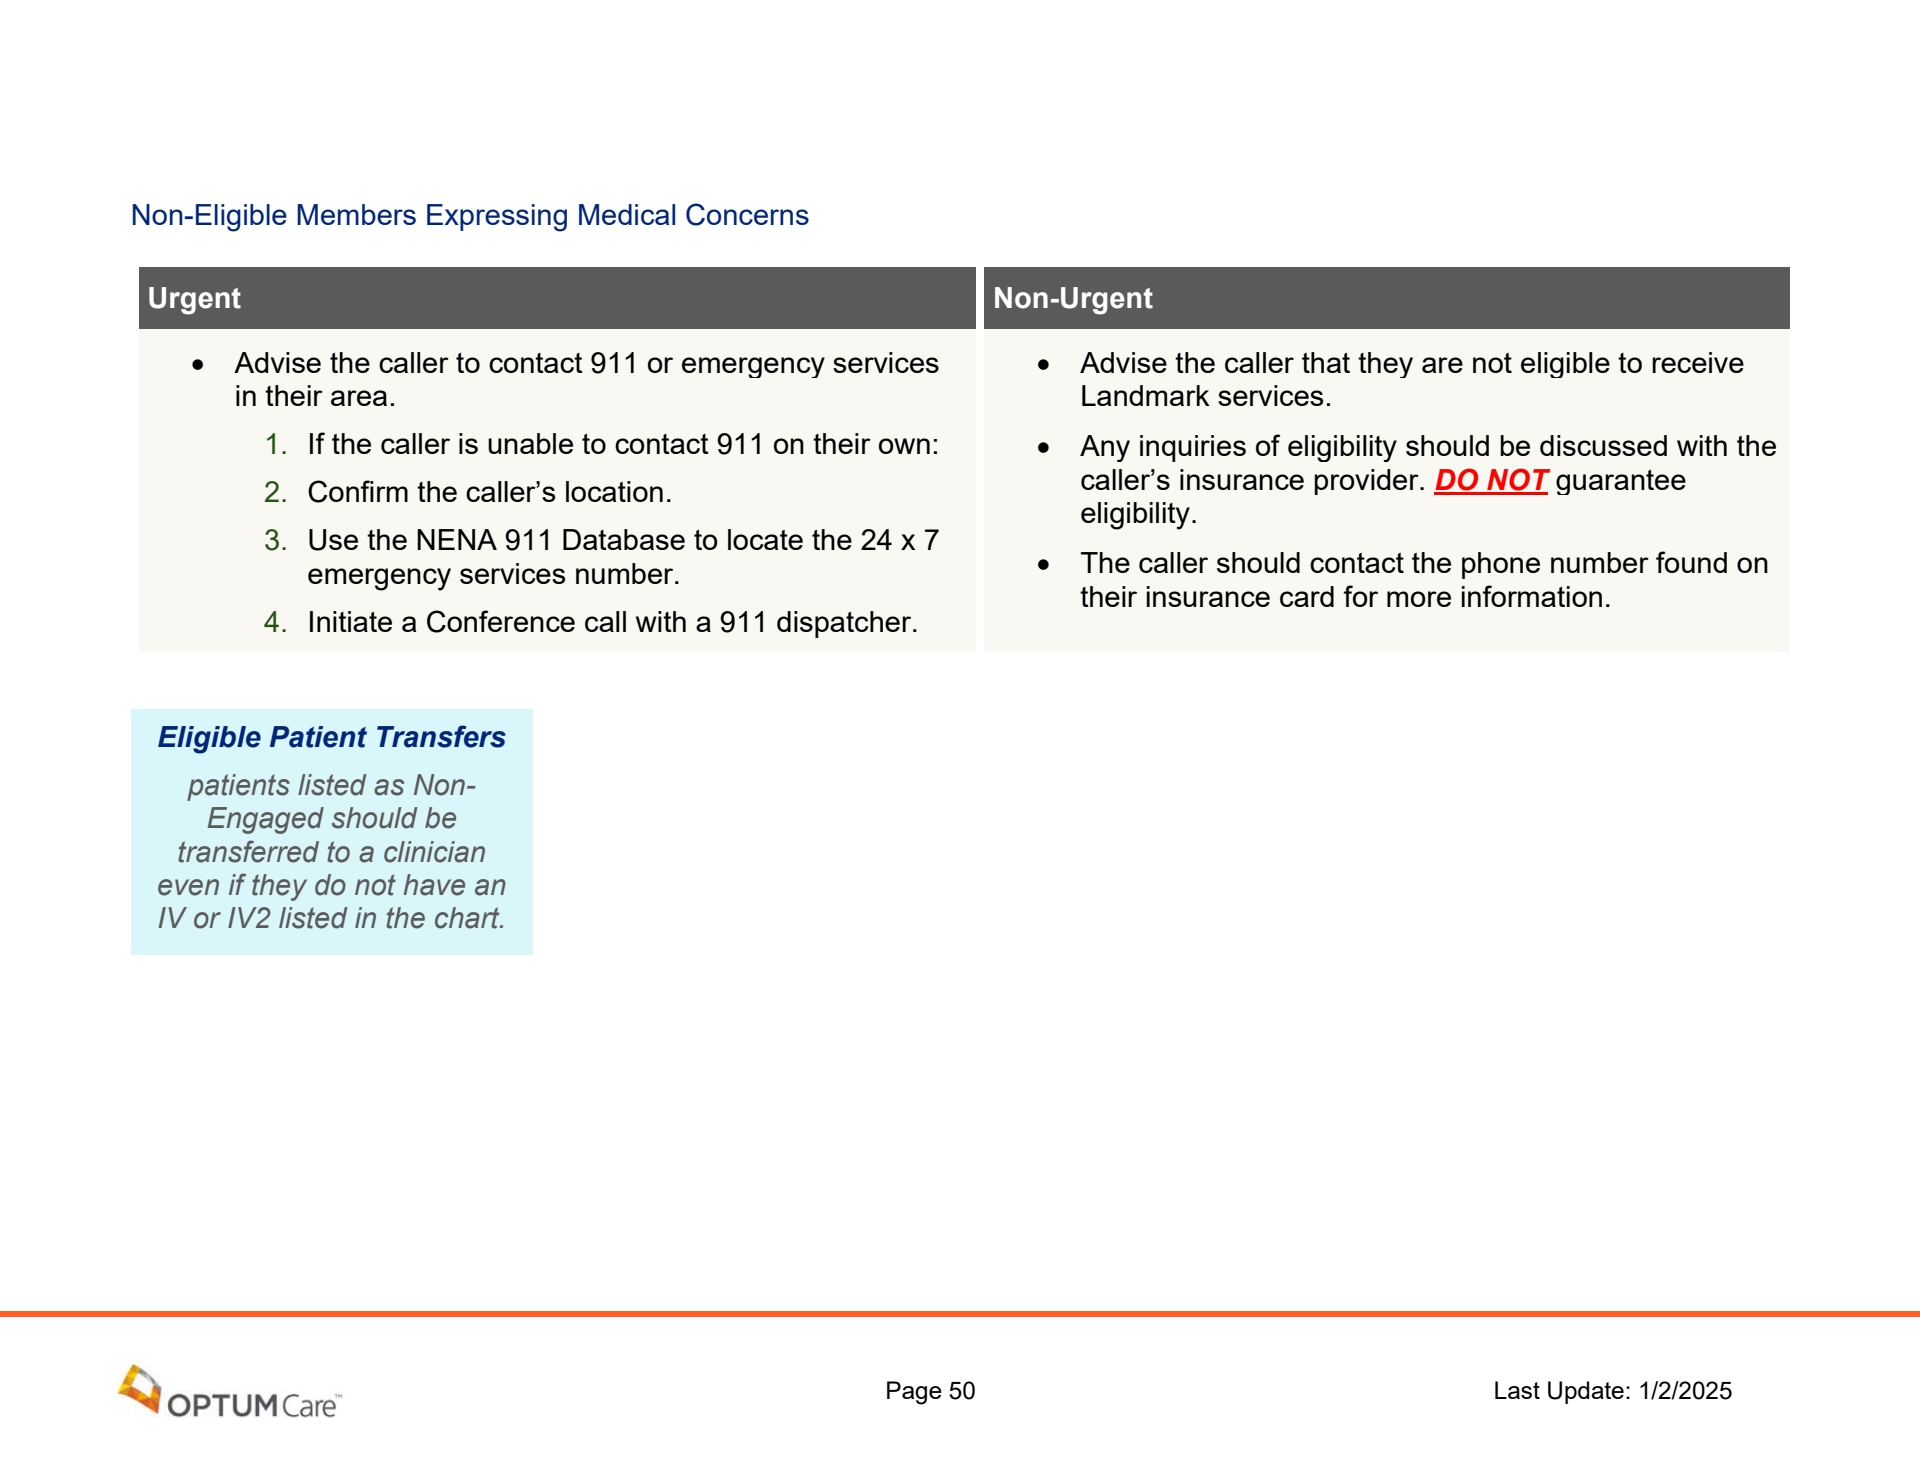 Non-Eligible Members Expressing Medical Concerns
Urgent
• Advise the caller to contact 911 or emergency services
in their area.
1. If the caller is unable to contact 911 on their own:
2. Confirm the caller’s location.
3. Use the NENA 911 Database to locate the 24 x 7
emergency services number.
4. Initiate a Conference call with a 911 dispatcher.
Non-Urgent
• Advise the caller that they are not eligible to receive
Landmark services.
• Any inquiries of eligibility should be discussed with the
caller’s insurance provider. DO NOT guarantee
eligibility.
• The caller should contact the phone number found on
their insurance card for more information.
Eligible Patient Transfers
patients listed as Non-
Engaged should be
transferred to a clinician
even if they do not have an
IV or IV2 listed in the chart.
OPTUM Care™
Page 50
Last Update: 1/2/2025